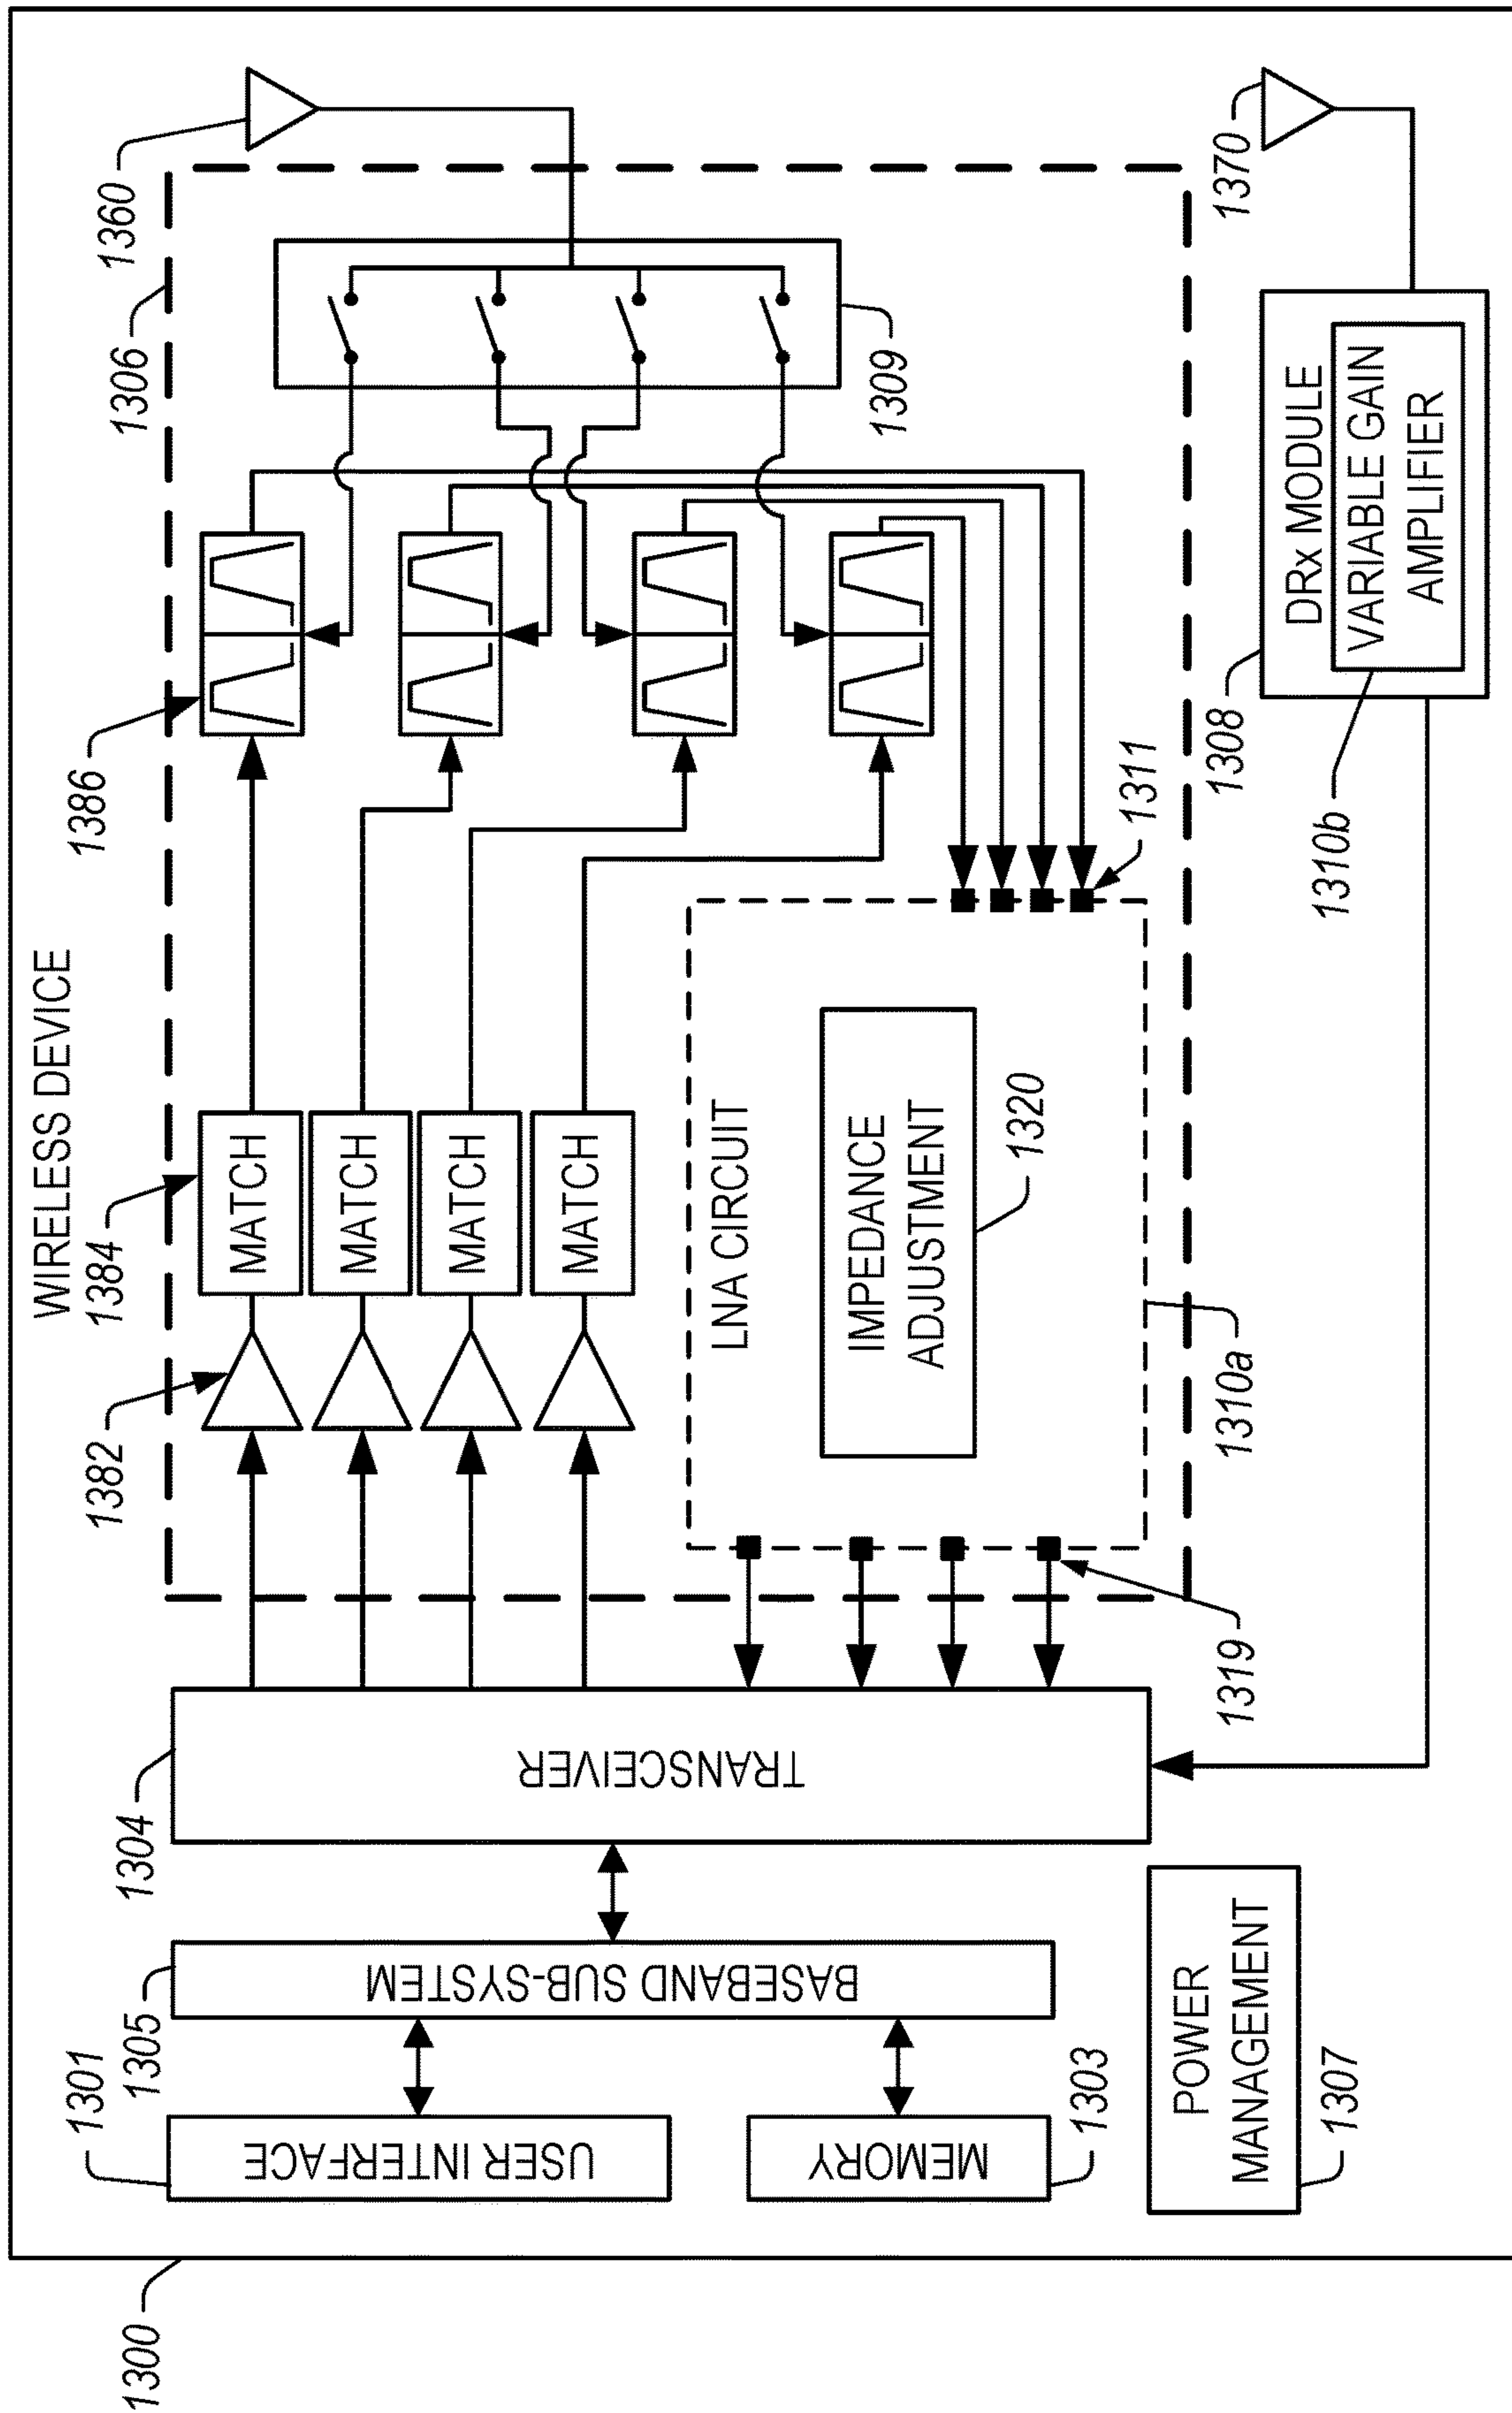 1300
WIRELESS DEVICE
1301
USER INTERFACE
1305
BASEBAND SUB-SYSTEM
MEMORY
1303
1304
TRANSCEIVER
POWER
MANAGEMENT
1307
1382
1384
MATCH
MATCH
MATCH
MATCH
1386
1306
1360
1309
LNA CIRCUIT
IMPEDANCE
ADJUSTMENT
1320
1311
1319
1310a
1308
DRx MODULE
VARIABLE GAIN
AMPLIFIER
1310b
1370